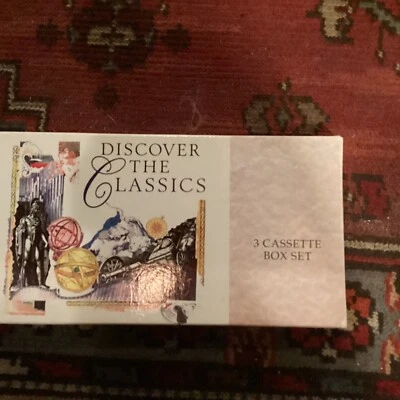 DISCOVER
THE
CLASSICS
3 CASSETTE
BOX SET